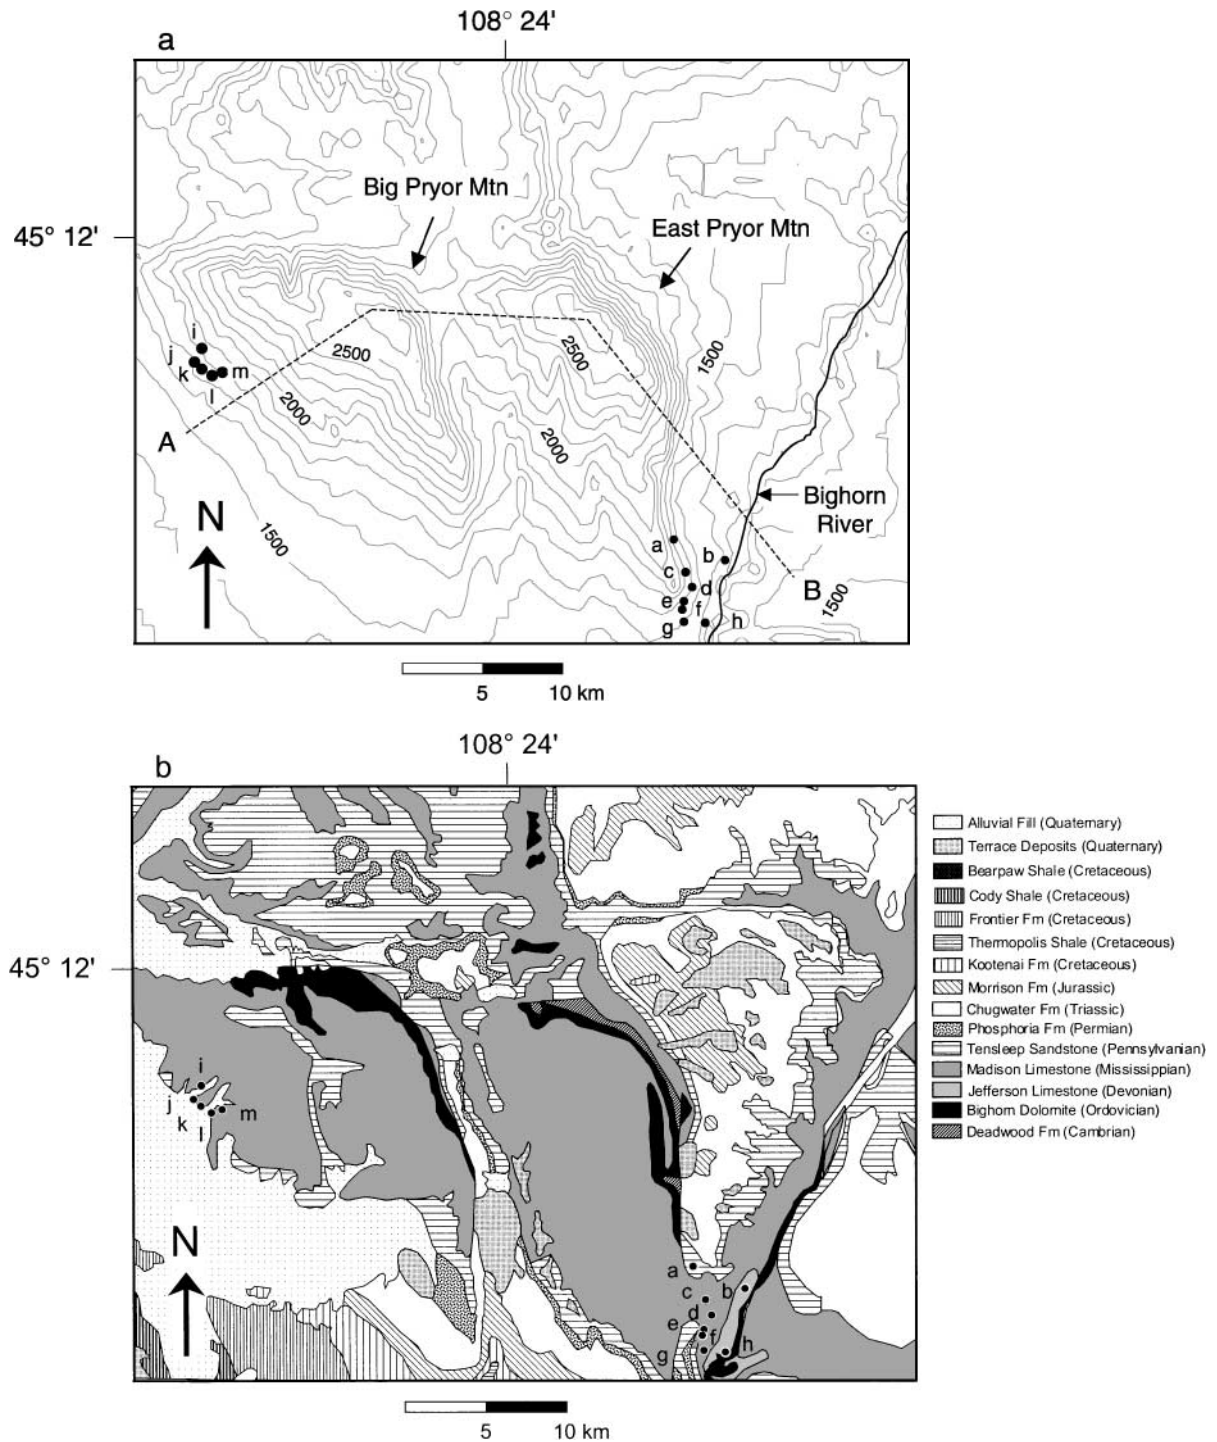 a
108° 24'
45° 12'
Big Pryor Mtn
East Pryor Mtn
i
j
k
l
m
2500
2500
1500
2000
2000
A
N
1500
Bighorn
River
a
b
c
d
e
f
g
h
B
1500
5
10 km
108° 24'
b
45° 12'
i
j
k
l
m
N
a
b
c
d
e
f
g
h
5
10 km
Alluvial Fill (Quaternary)
Terrace Deposits (Quaternary)
Bearpaw Shale (Cretaceous)
Cody Shale (Cretaceous)
Frontier Fm (Cretaceous)
Thermopolis Shale (Cretaceous)
Kootenai Fm (Cretaceous)
Morrison Fm (Jurassic)
Chugwater Fm (Triassic)
Phosphoria Fm (Permian)
Tensleep Sandstone (Pennsylvanian)
Madison Limestone (Mississippian)
Jefferson Limestone (Devonian)
Bighorn Dolomite (Ordovician)
Deadwood Fm (Cambrian)